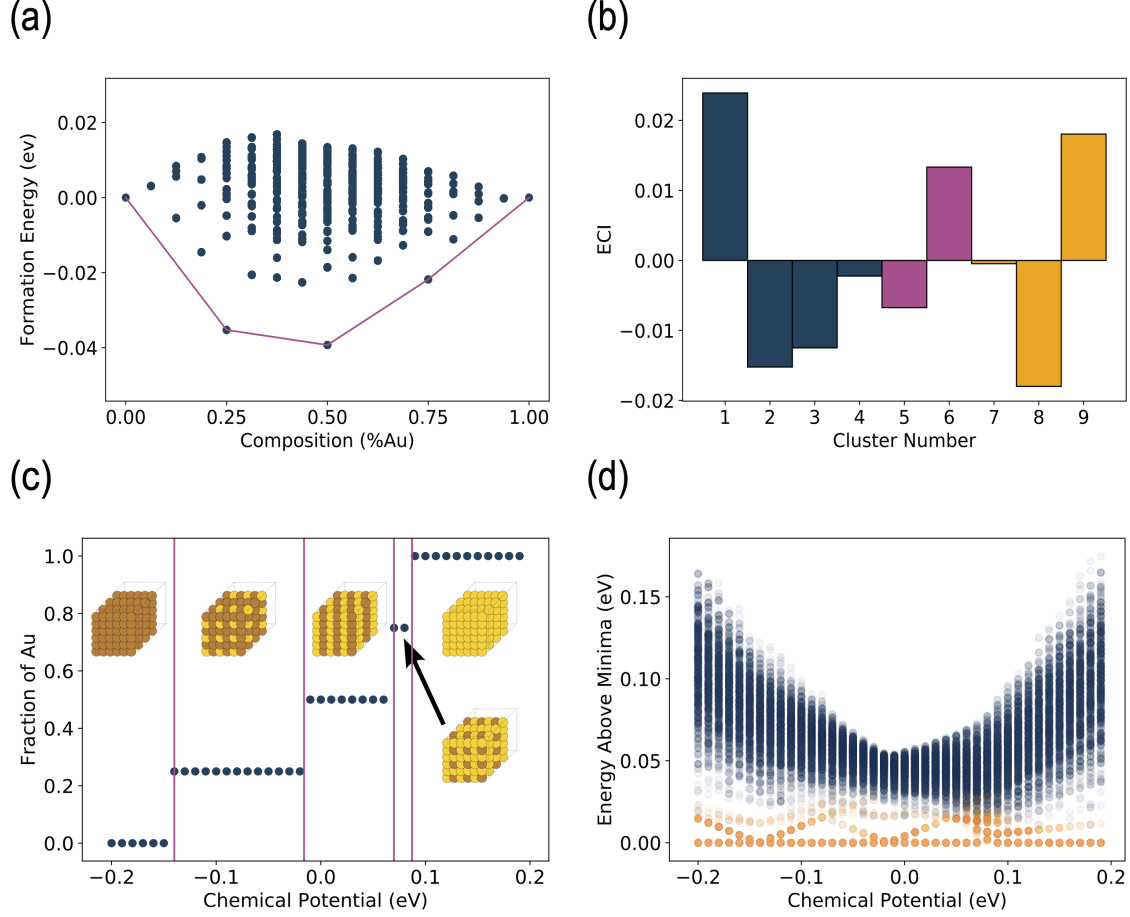 (a)
(b)
Formation Energy (ev)
0.02
0.00
−0.02
−0.04
0.00 0.25 0.50 0.75 1.00
Composition (%Au)
ECI
0.02
0.01
0.00
−0.01
−0.02
1 2 3 4 5 6 7 8 9
Cluster Number
(c)
(d)
Fraction of Au
1.0
0.8
0.6
0.4
0.2
0.0
−0.2 −0.1 0.0 0.1 0.2
Chemical Potential (eV)
Energy Above Minima (eV)
0.15
0.10
0.05
0.00
−0.2 −0.1 0.0 0.1 0.2
Chemical Potential (eV)